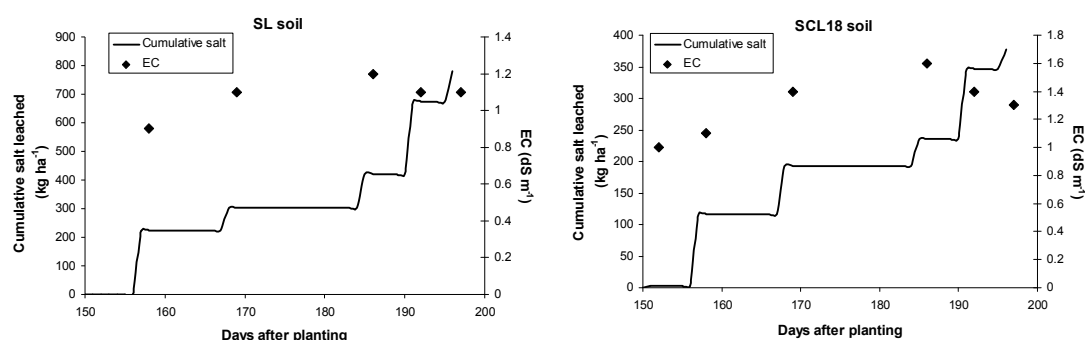 SL soil
Cumulative salt
EC
900
800
700
600
500
400
300
200
100
0
1.4
1.2
1
0.8
0.6
0.4
0.2
0
150 160 170 180 190 200
Cumulative salt leached
(kg ha⁻¹)
EC (dS m⁻¹)
Days after planting
SCL18 soil
Cumulative salt
EC
400
350
300
250
200
150
100
50
0
1.8
1.6
1.4
1.2
1
0.8
0.6
0.4
0.2
0
150 160 170 180 190 200
Cumulative salt leached
(kg ha⁻¹)
EC (dS m⁻¹)
Days after planting